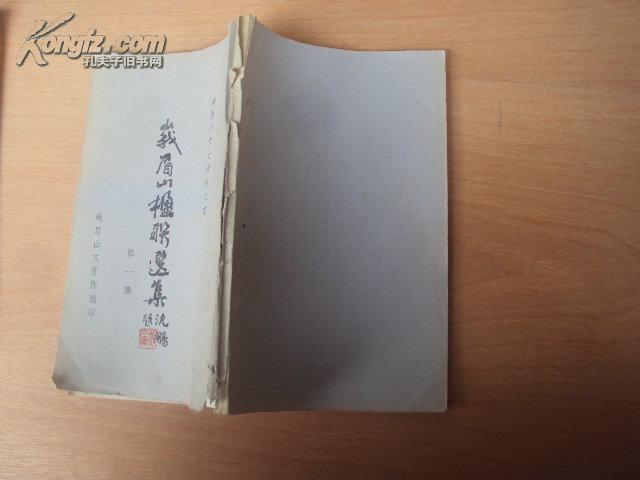 Kongfz.com
孔夫子旧书网
峨眉山楹联选集
第一集
沈鹏
题
峨眉山文管所编印